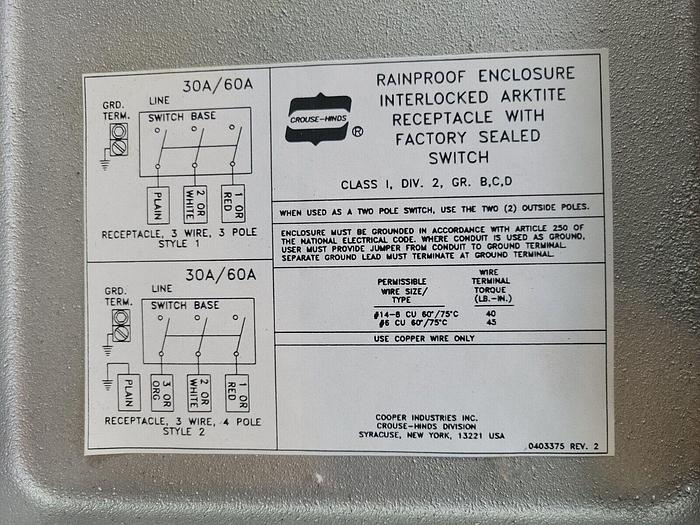 30A/60A
GRD.
TERM.
LINE
SWITCH BASE
PLAIN
2 OR
WHITE
1 OR
RED
RECEPTACLE, 3 WIRE, 3 POLE
STYLE 1
30A/60A
GRD.
TERM.
LINE
SWITCH BASE
PLAIN
3 OR
ORG
2 OR
WHITE
1 OR
RED
RECEPTACLE, 3 WIRE, 4 POLE
STYLE 2
CROUSE-HINDS
®
RAINPROOF ENCLOSURE
INTERLOCKED ARKTITE
RECEPTACLE WITH
FACTORY SEALED
SWITCH
CLASS I, DIV. 2, GR. B,C,D
WHEN USED AS A TWO POLE SWITCH, USE THE TWO (2) OUTSIDE POLES.
ENCLOSURE MUST BE GROUNDED IN ACCORDANCE WITH ARTICLE 250 OF
THE NATIONAL ELECTRICAL CODE. WHERE CONDUIT IS USED AS GROUND,
USER MUST PROVIDE JUMPER FROM CONDUIT TO GROUND TERMINAL.
SEPARATE GROUND LEAD MUST TERMINATE AT GROUND TERMINAL.
PERMISSIBLE
WIRE SIZE/
TYPE
WIRE
TERMINAL
TORQUE
(LB.-IN.)
#14-8 CU 60°/75°C 40
#6 CU 60°/75°C 45
USE COPPER WIRE ONLY
COOPER INDUSTRIES INC.
CROUSE-HINDS DIVISION
SYRACUSE, NEW YORK, 13221 USA
0403375 REV. 2